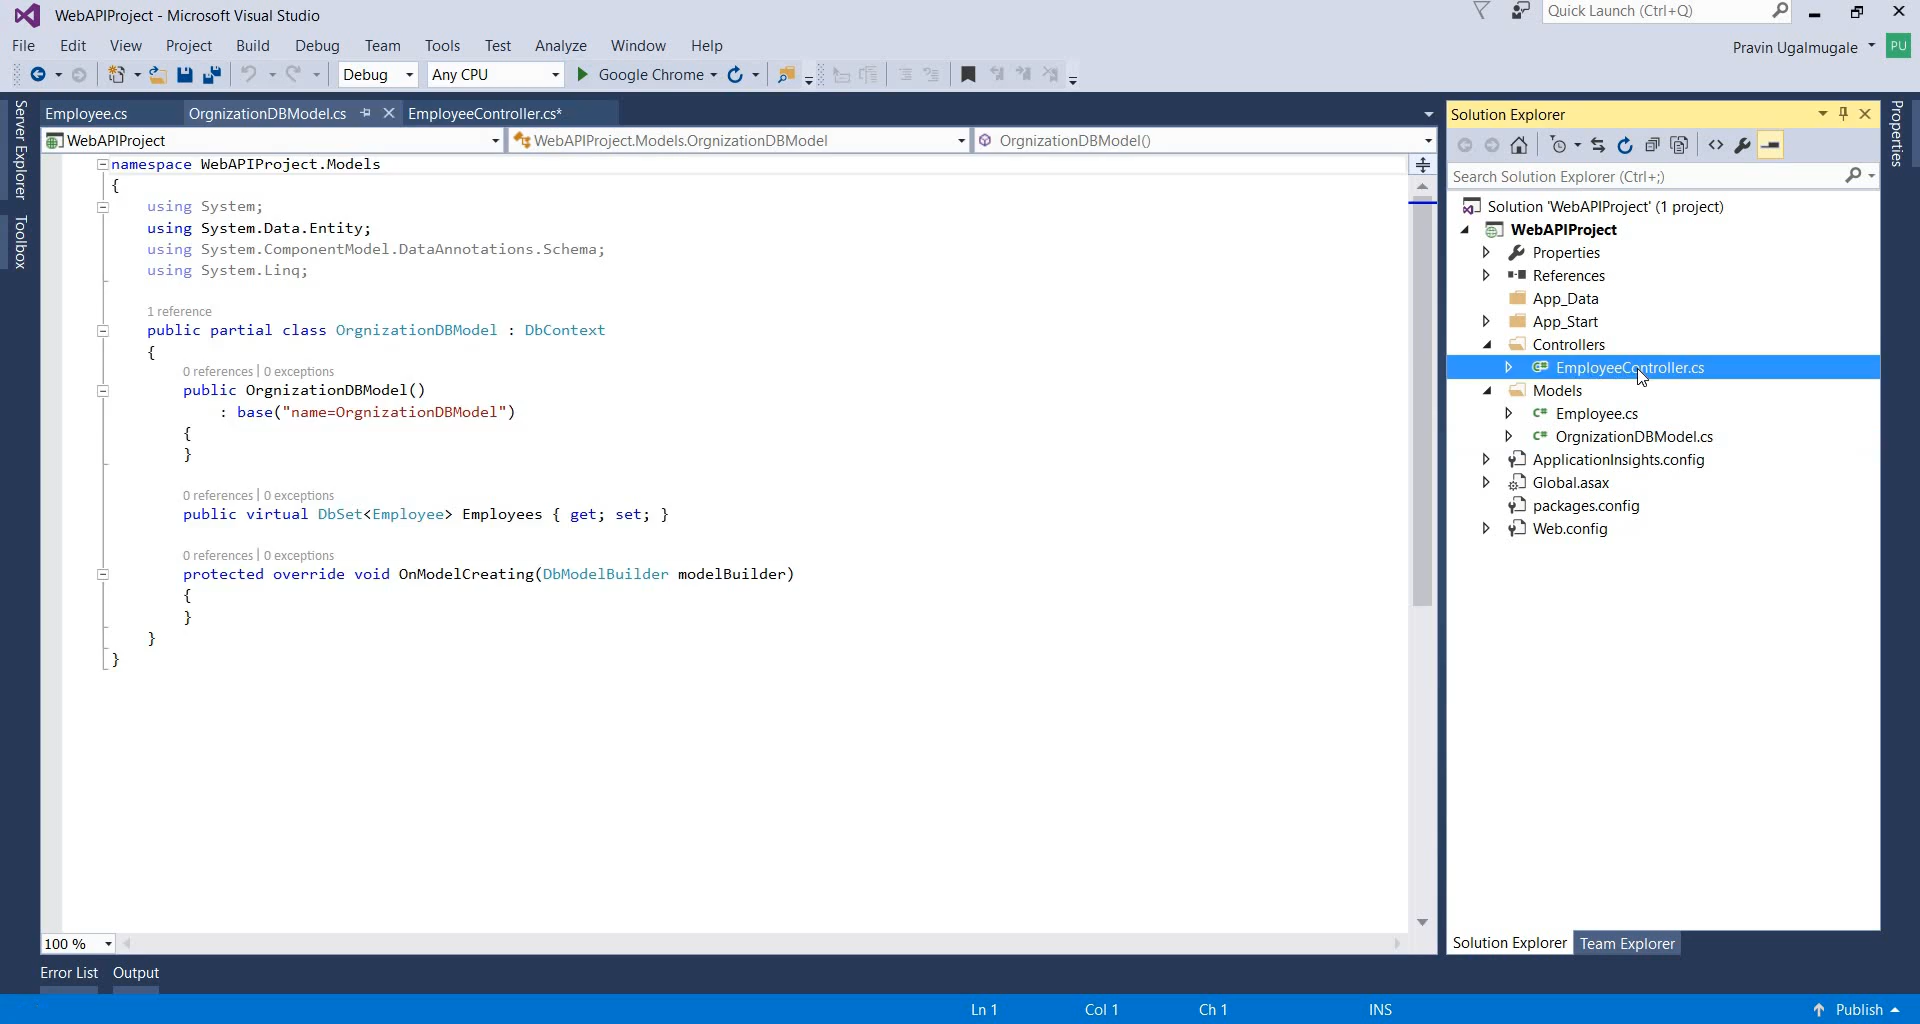 WebAPIProject - Microsoft Visual Studio
Quick Launch (Ctrl+Q)
File Edit View Project Build Debug Team Tools Test Analyze Window Help
Pravin Ugalmugale PU
Debug Any CPU Google Chrome
Server Explorer
Toolbox
Employee.cs OrgnizationDBModel.cs EmployeeController.cs*
WebAPIProject WebAPIProject.Models.OrgnizationDBModel OrgnizationDBModel()
namespace WebAPIProject.Models
{
using System;
using System.Data.Entity;
using System.ComponentModel.DataAnnotations.Schema;
using System.Linq;
1 reference
public partial class OrgnizationDBModel : DbContext
{
0 references | 0 exceptions
public OrgnizationDBModel()
: base("name=OrgnizationDBModel")
{
}
0 references | 0 exceptions
public virtual DbSet<Employee> Employees { get; set; }
0 references | 0 exceptions
protected override void OnModelCreating(DbModelBuilder modelBuilder)
{
}
}
}
100 %
Solution Explorer
Search Solution Explorer (Ctrl+;)
Solution 'WebAPIProject' (1 project)
WebAPIProject
Properties
References
App_Data
App_Start
Controllers
EmployeeController.cs
Models
C# Employee.cs
C# OrgnizationDBModel.cs
ApplicationInsights.config
Global.asax
packages.config
Web.config
Solution Explorer Team Explorer
Properties
Error List Output
Ln 1 Col 1 Ch 1 INS Publish